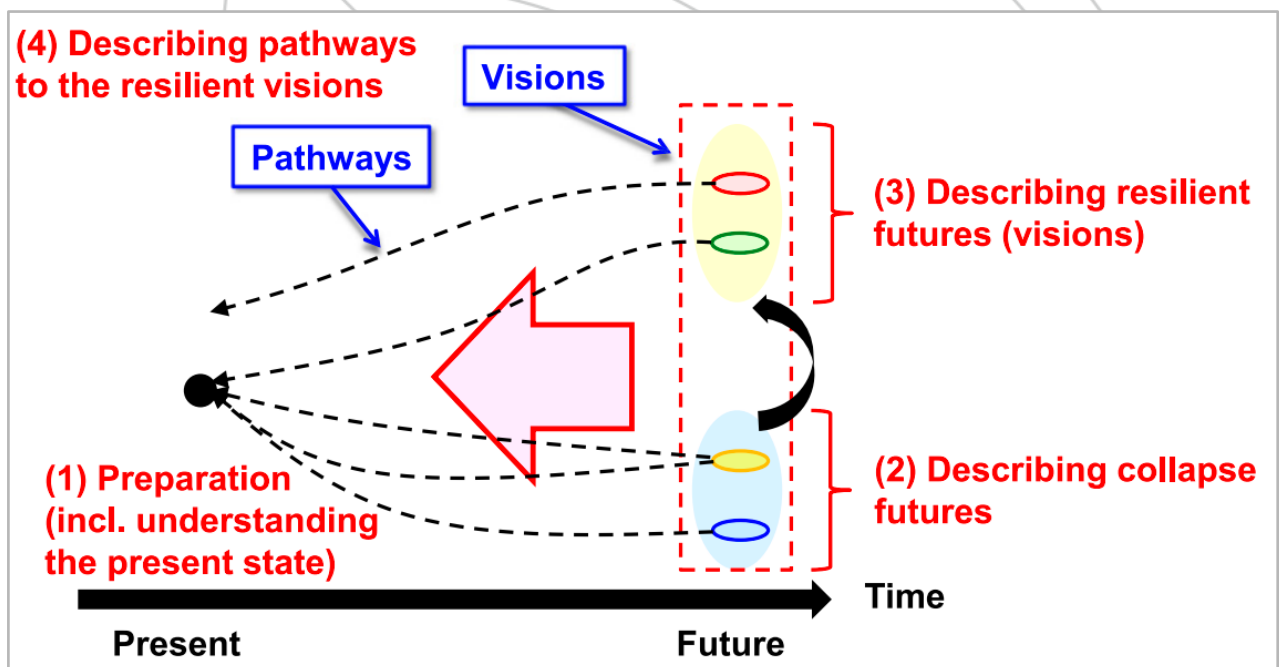 (4) Describing pathways
to the resilient visions
Visions
Pathways
(3) Describing resilient
futures (visions)
(1) Preparation
(incl. understanding
the present state)
(2) Describing collapse
futures
Time
Present
Future